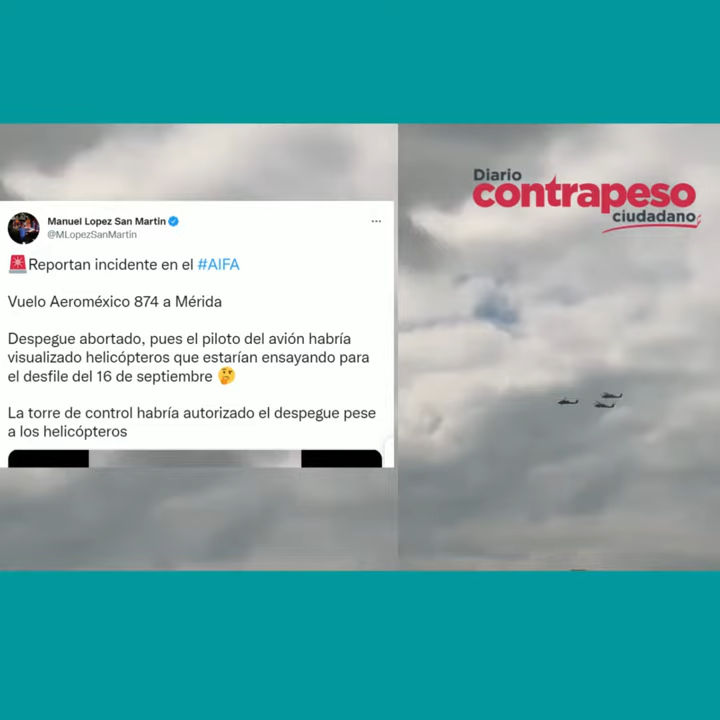 Manuel Lopez San Martin
@MLopezSanMartin
Reportan incidente en el #AIFA
Vuelo Aeroméxico 874 a Mérida
Despegue abortado, pues el piloto del avión habría
visualizado helicópteros que estarían ensayando para
el desfile del 16 de septiembre 🤔
La torre de control habría autorizado el despegue pese
a los helicópteros
Diario
contrapeso
ciudadano